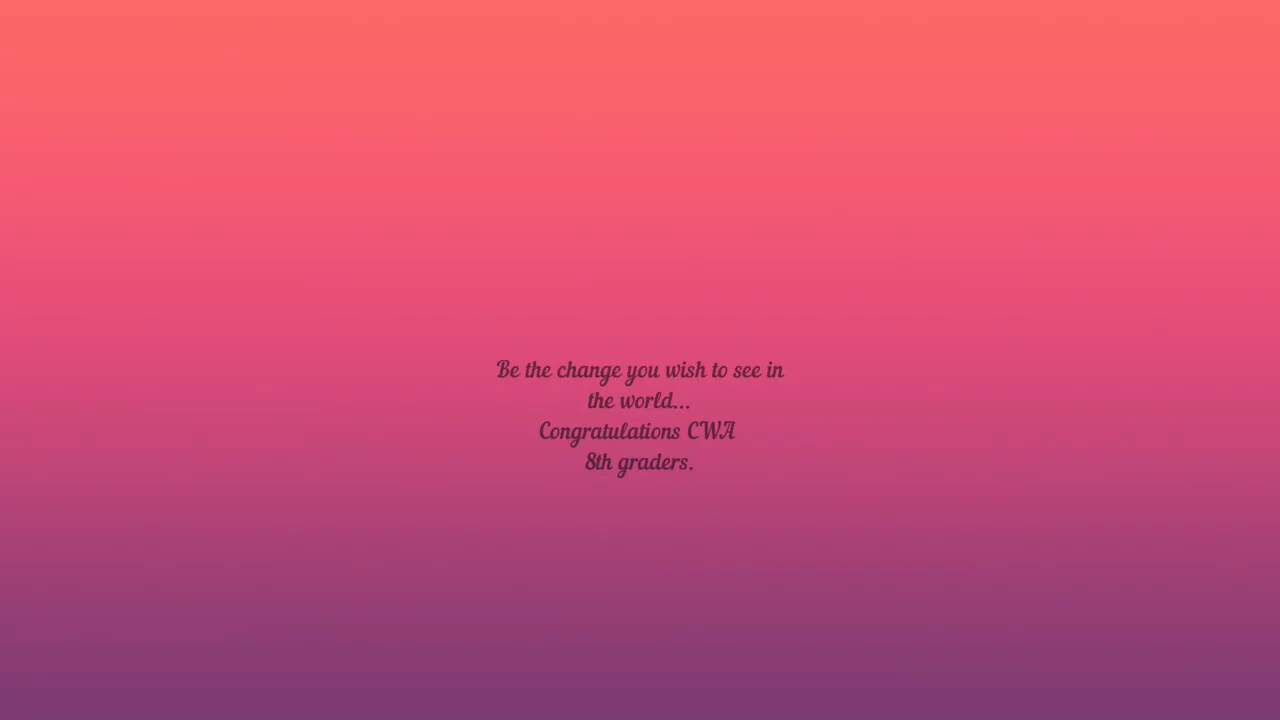 Be the change you wish to see in
the world...
Congratulations CWA
8th graders.